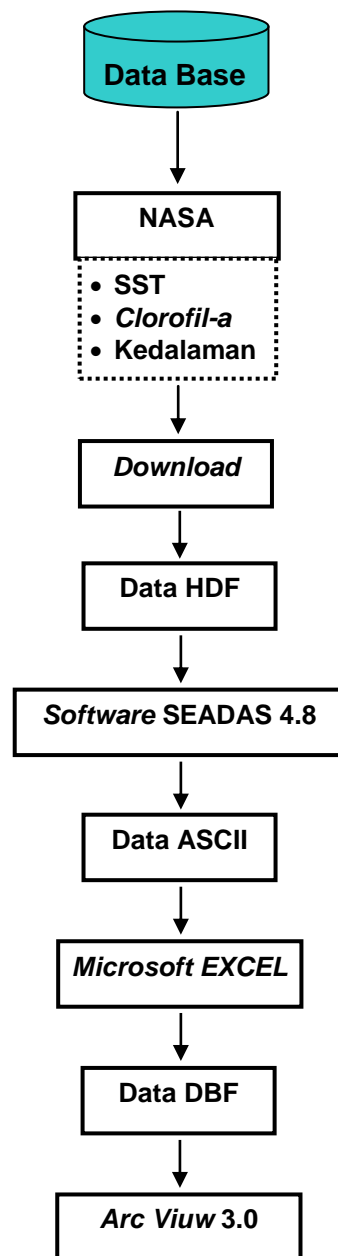 Data Base
NASA
• SST
• Clorofil-a
• Kedalaman
Download
Data HDF
Software SEADAS 4.8
Data ASCII
Microsoft EXCEL
Data DBF
Arc Viuw 3.0